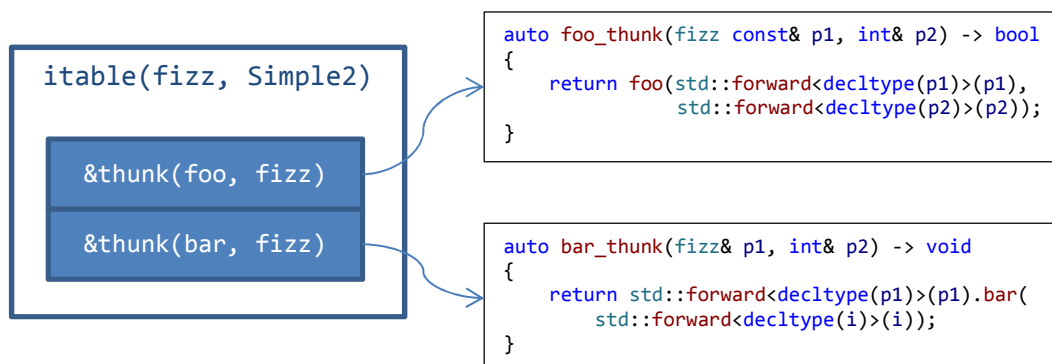 itable(fizz, Simple2)
&thunk(foo, fizz)
&thunk(bar, fizz)
auto foo_thunk(fizz const& p1, int& p2) -> bool
{
    return foo(std::forward<decltype(p1)>(p1),
               std::forward<decltype(p2)>(p2));
}
auto bar_thunk(fizz& p1, int& p2) -> void
{
    return std::forward<decltype(p1)>(p1).bar(
        std::forward<decltype(i)>(i));
}